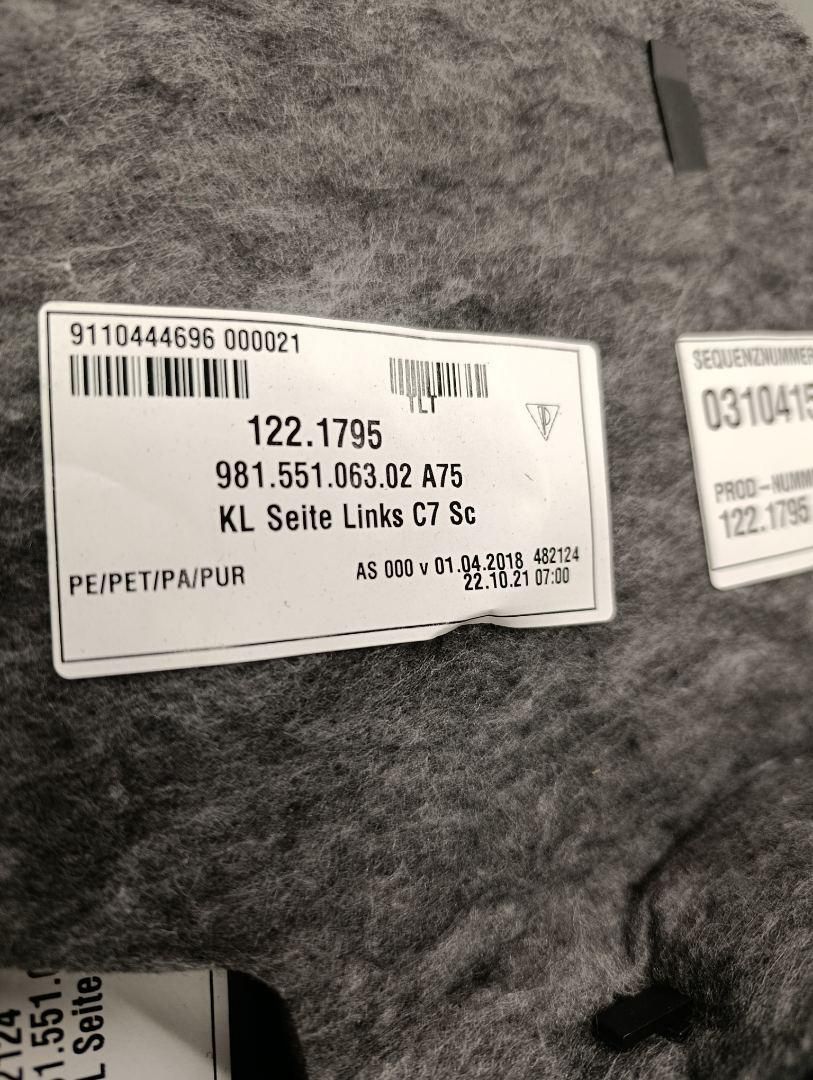 9110444696 000021
TLT
122.1795
981.551.063.02 A75
KL Seite Links C7 Sc
PE/PET/PA/PUR
AS 000 v 01.04.2018 482124
22.10.21 07:00
SEQUENZNUMMER
0310415
PROD-NUMM
122.1795
2124
1.551.
L Seite